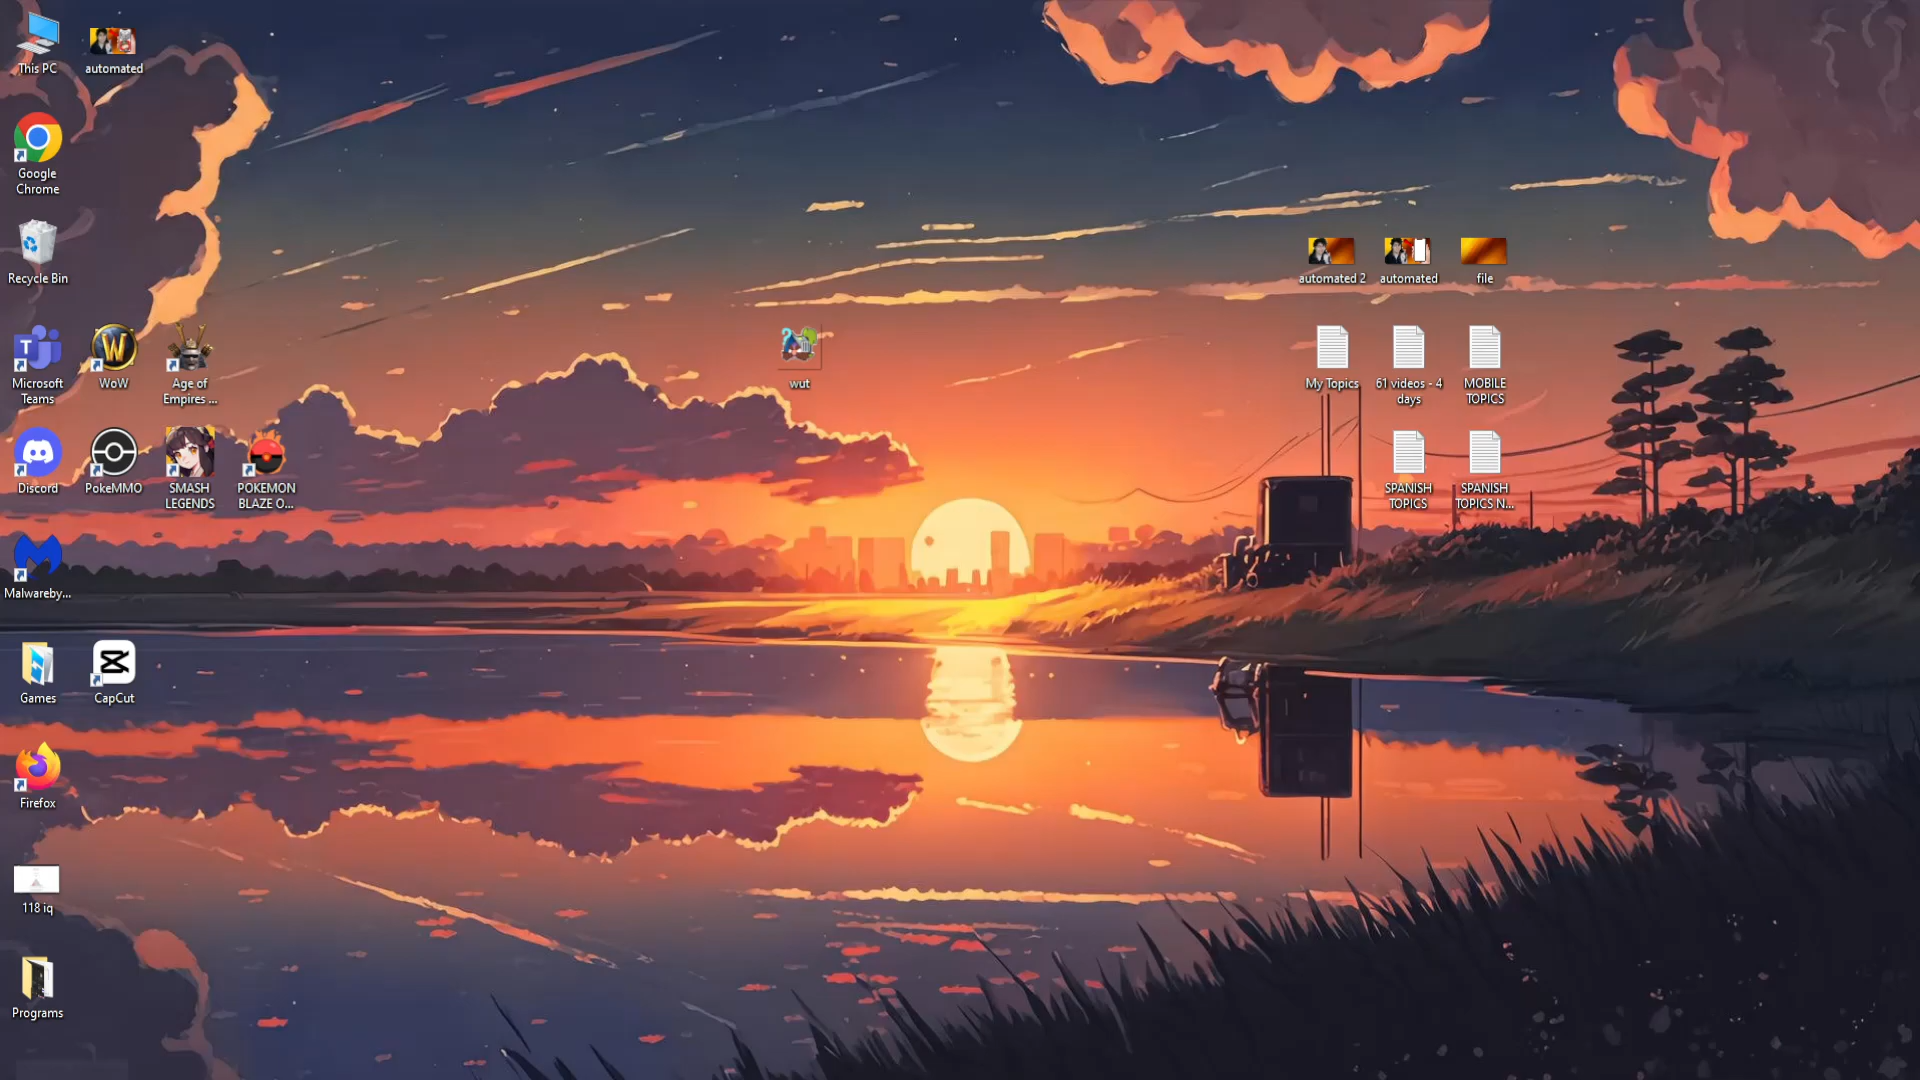 This PC
automated
Google
Chrome
Recycle Bin
automated 2
automated
file
Microsoft
Teams
WoW
Age of
Empires ...
wut
My Topics
61 videos - 4
days
MOBILE
TOPICS
Discord
PokeMMO
SMASH
LEGENDS
POKEMON
BLAZE O...
SPANISH
TOPICS
SPANISH
TOPICS N...
Malwareby...
Games
CapCut
Firefox
118 iq
Programs